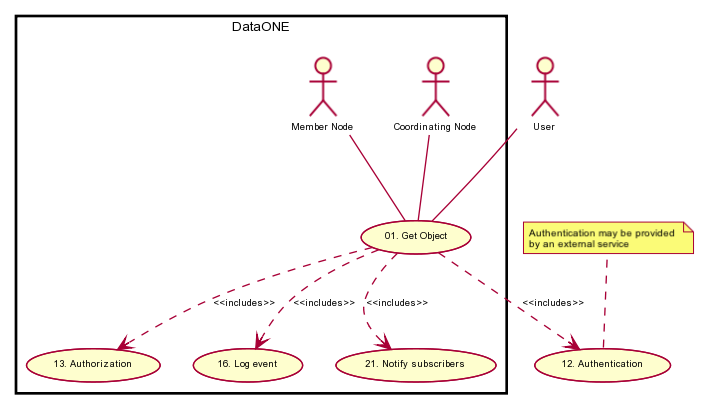 DataONE
Member Node
Coordinating Node
User
01. Get Object
Authentication may be provided
by an external service
<<includes>>
<<includes>>
<<includes>>
<<includes>>
13. Authorization
16. Log event
21. Notify subscribers
12. Authentication